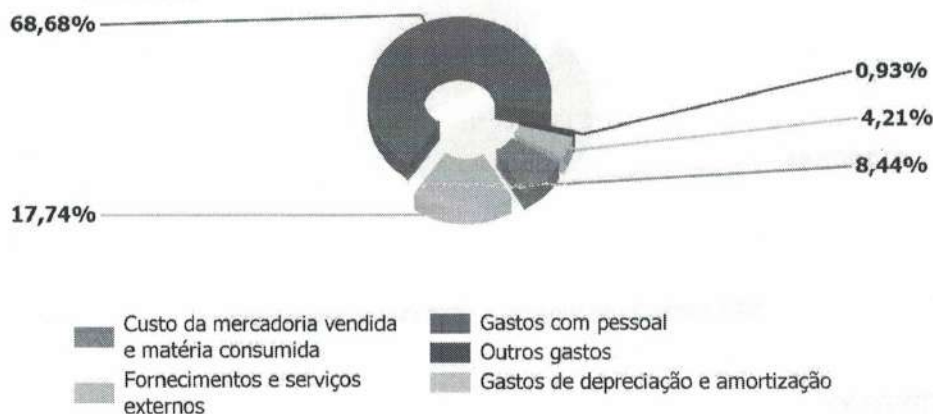 68,68%
0,93%
4,21%
8,44%
17,74%
Custo da mercadoria vendida
e matéria consumida
Fornecimentos e serviços
externos
Gastos com pessoal
Outros gastos
Gastos de depreciação e amortização